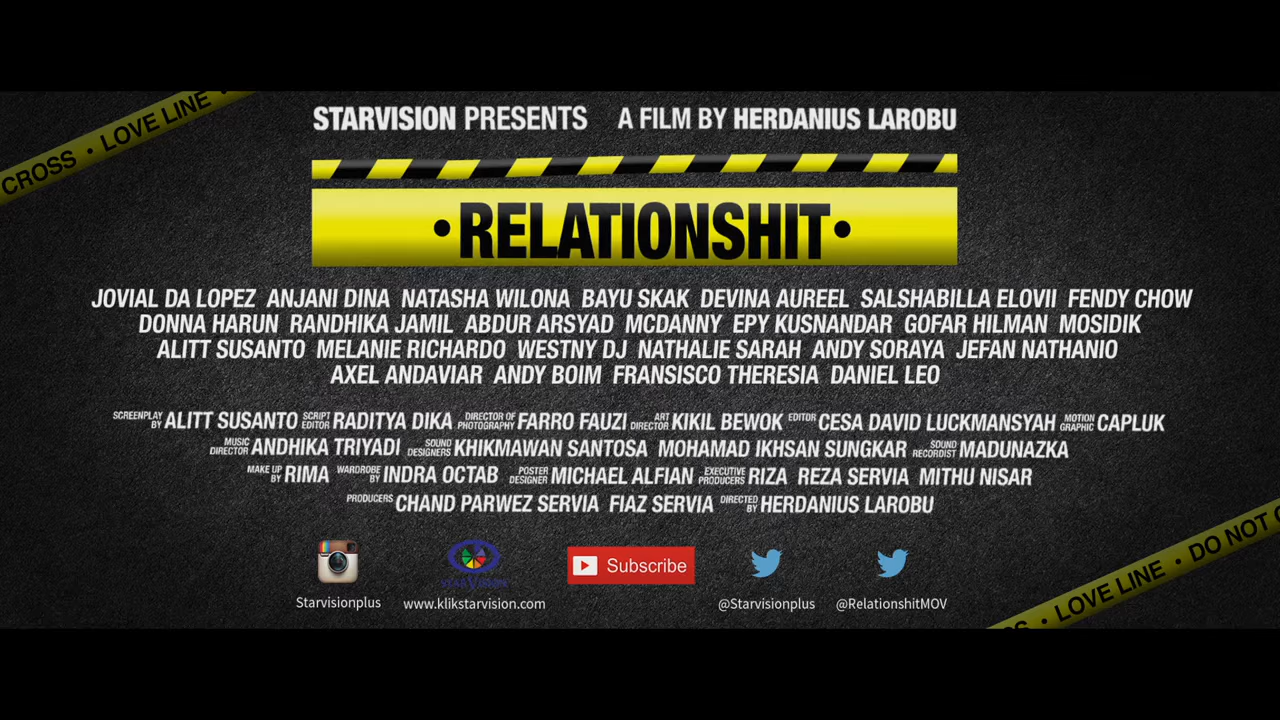 CROSS • LOVE LINE •
STARVISION PRESENTS A FILM BY HERDANIUS LAROBU
•RELATIONSHIT•
JOVIAL DA LOPEZ ANJANI DINA NATASHA WILONA BAYU SKAK DEVINA AUREEL SALSHABILLA ELOVII FENDY CHOW
DONNA HARUN RANDHIKA JAMIL ABDUR ARSYAD MCDANNY EPY KUSNANDAR GOFAR HILMAN MOSIDIK
ALITT SUSANTO MELANIE RICHARDO WESTNY DJ NATHALIE SARAH ANDY SORAYA JEFAN NATHANIO
AXEL ANDAVIAR ANDY BOIM FRANSISCO THERESIA DANIEL LEO
SCREENPLAY BY ALITT SUSANTO SCRIPT EDITOR RADITYA DIKA DIRECTOR OF PHOTOGRAPHY FARRO FAUZI ART DIRECTOR KIKIL BEWOK EDITOR CESA DAVID LUCKMANSYAH MOTION GRAPHIC CAPLUK
MUSIC DIRECTOR ANDHIKA TRIYADI SOUND DESIGNERS KHIKMAWAN SANTOSA MOHAMAD IKHSAN SUNGKAR SOUND RECORDIST MADUNAZKA
MAKE UP BY RIMA WARDROBE BY INDRA OCTAB POSTER DESIGNER MICHAEL ALFIAN EXECUTIVE PRODUCERS RIZA REZA SERVIA MITHU NISAR
PRODUCERS CHAND PARWEZ SERVIA FIAZ SERVIA DIRECTED BY HERDANIUS LAROBU
STARVISION
Subscribe
Starvisionplus www.klikstarvision.com @Starvisionplus @RelationshitMOV
LOVE LINE • DO NOT